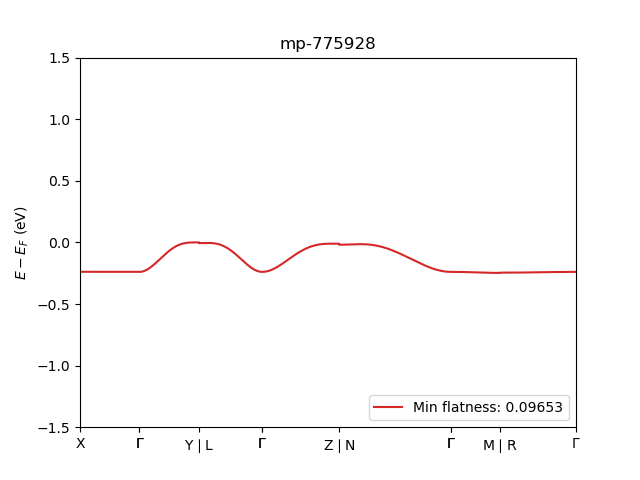 mp-775928
1.5
1.0
0.5
0.0
−0.5
−1.0
−1.5
E − E_F (eV)
Min flatness: 0.09653
X Γ Y | L Γ Z | N Γ M | R Γ